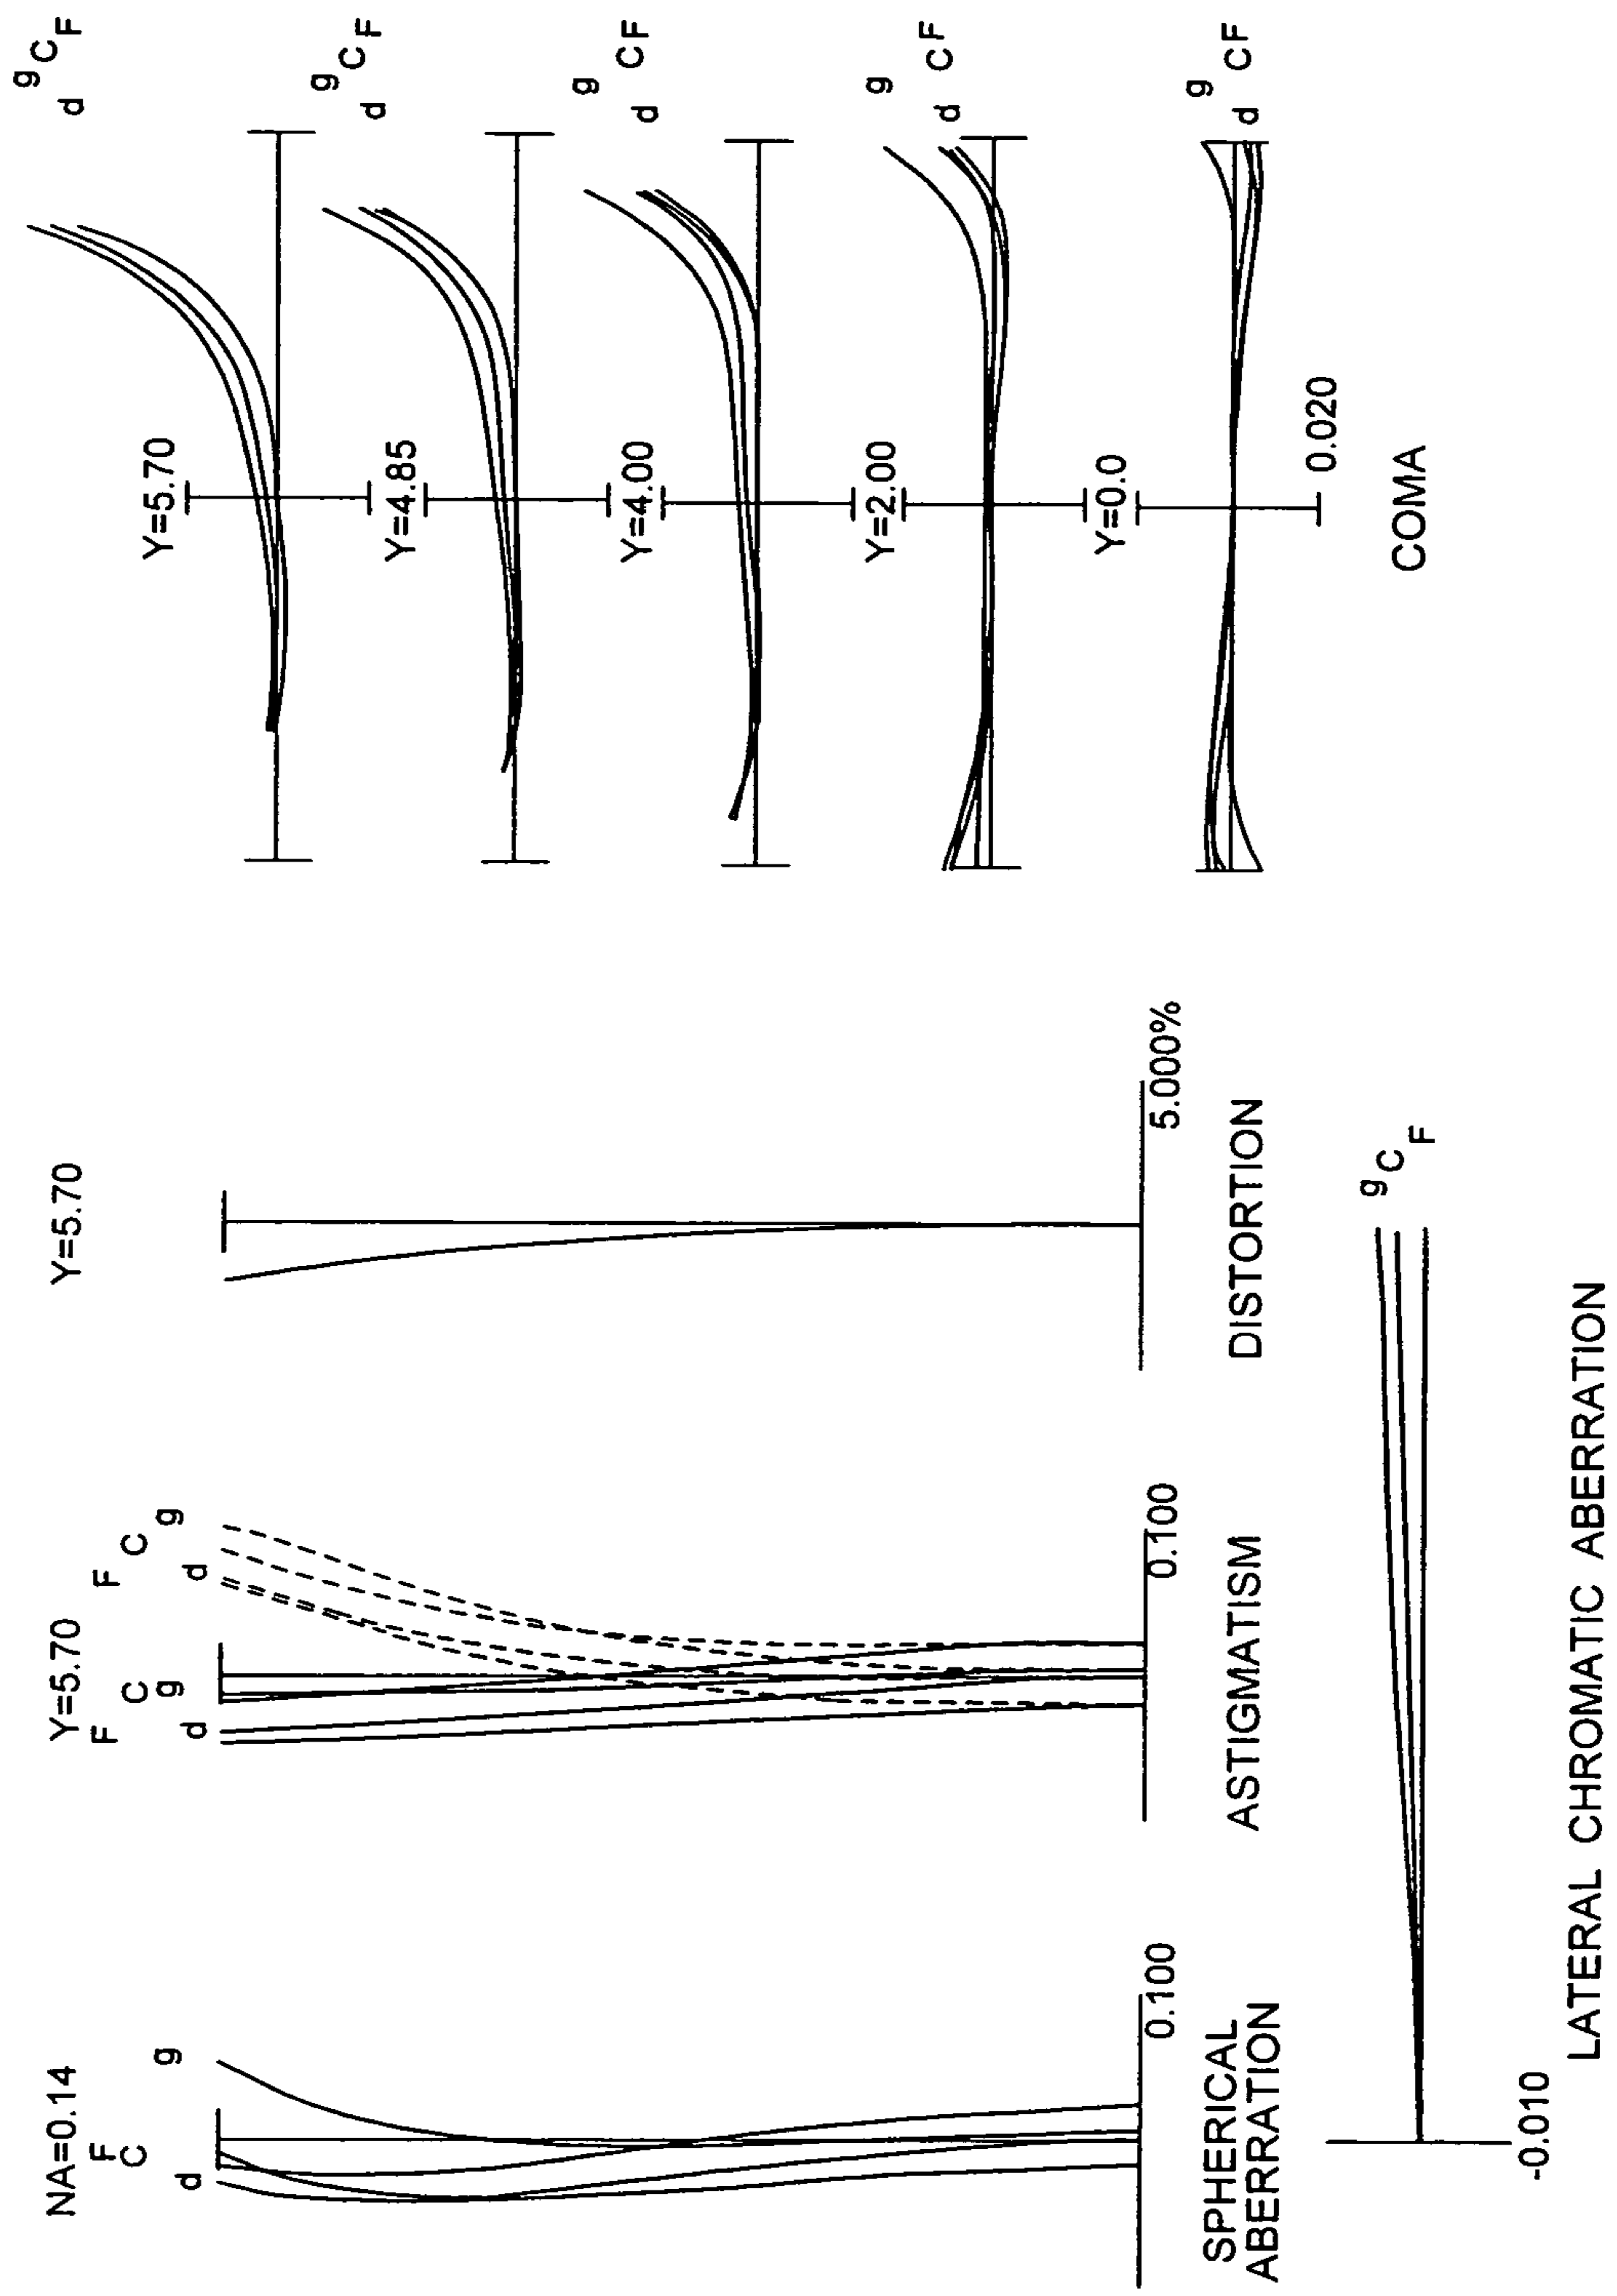 NA=0.14
F
C
d
g
0.100
SPHERICAL
ABERRATION
Y=5.70
F
C
g
d
F
C
g
d
0.100
ASTIGMATISM
Y=5.70
5.000%
DISTORTION
Y=5.70
d g C F
Y=4.85
d g C F
Y=4.00
d g C F
Y=2.00
d g C F
Y=0.0
d g C F
0.020
COMA
g C F
-0.010
LATERAL CHROMATIC ABERRATION